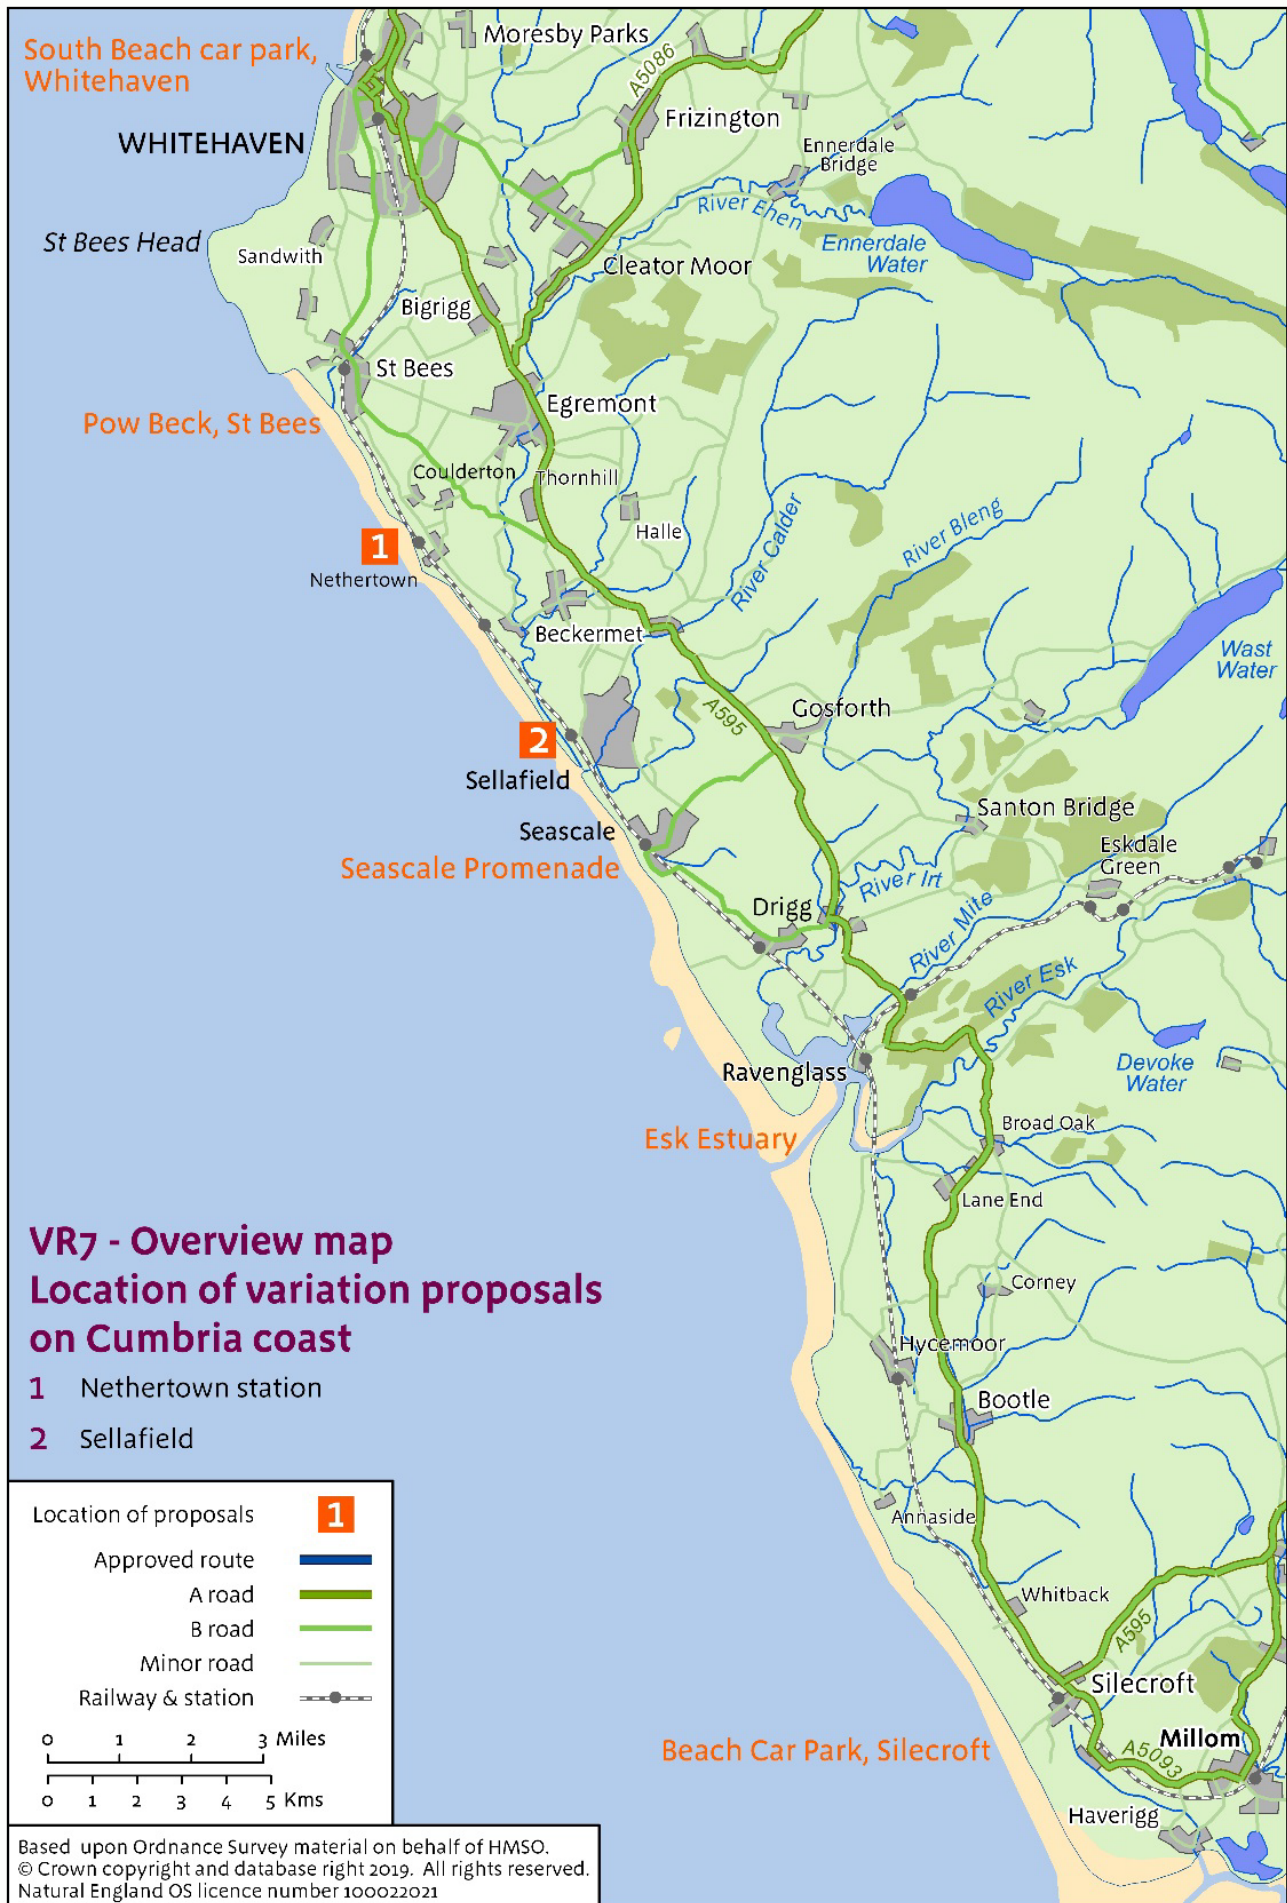 South Beach car park,
Whitehaven
Moresby Parks
A5086
Frizington
WHITEHAVEN
Ennerdale
Bridge
River Ehen
St Bees Head
Sandwith
Ennerdale
Water
Cleator Moor
Bigrigg
St Bees
Egremont
Pow Beck, St Bees
Coulderton
Thornhill
Halle
River Calder
River Bleng
1
Nethertown
Beckermet
Wast
Water
A595
Gosforth
2
Sellafield
Santon Bridge
Seascale
Eskdale
Green
Seascale Promenade
River Irt
Drigg
River Mite
River Esk
Ravenglass
Devoke
Water
Esk Estuary
Broad Oak
Lane End
VR7 - Overview map
Location of variation proposals
on Cumbria coast
1 Nethertown station
2 Sellafield
Corney
Hycemoor
Bootle
Annaside
Whitback
A595
Silecroft
Beach Car Park, Silecroft
Millom
A5093
Haverigg
Location of proposals 1
Approved route
A road
B road
Minor road
Railway & station
0 1 2 3 Miles
0 1 2 3 4 5 Kms
Based upon Ordnance Survey material on behalf of HMSO.
© Crown copyright and database right 2019. All rights reserved.
Natural England OS licence number 100022021